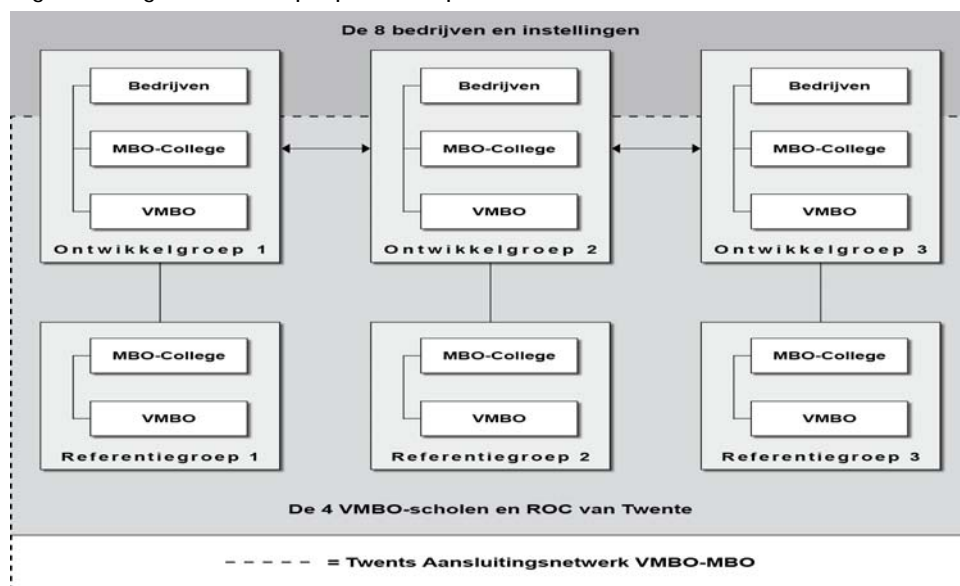 De 8 bedrijven en instellingen
Bedrijven
MBO-College
VMBO
Ontwikkelgroep 1
Bedrijven
MBO-College
VMBO
Ontwikkelgroep 2
Bedrijven
MBO-College
VMBO
Ontwikkelgroep 3
MBO-College
VMBO
Referentiegroep 1
MBO-College
VMBO
Referentiegroep 2
MBO-College
VMBO
Referentiegroep 3
De 4 VMBO-scholen en ROC van Twente
= Twents Aansluitingsnetwerk VMBO-MBO